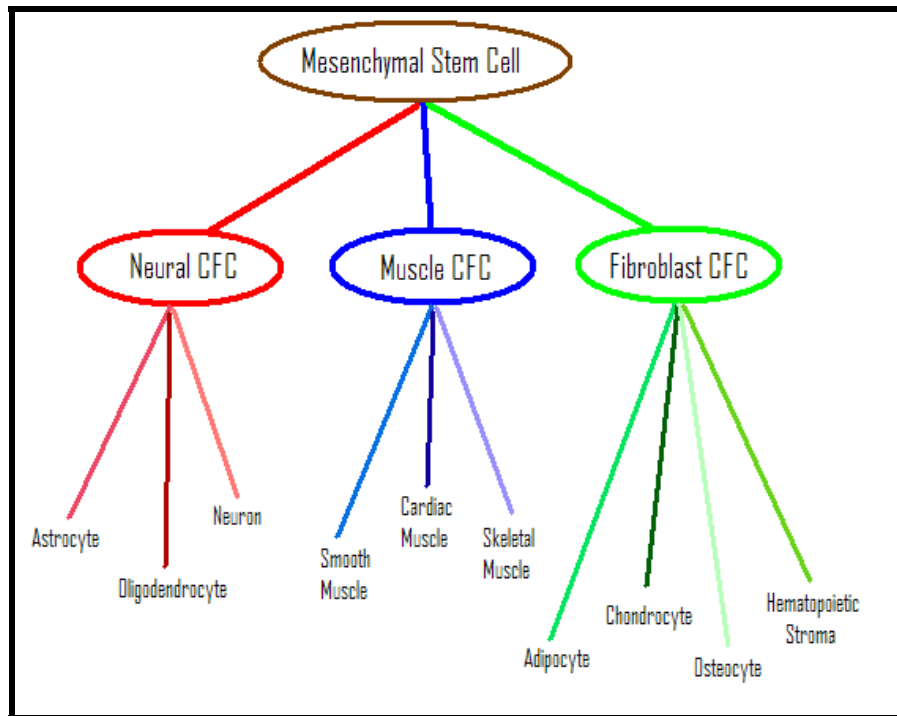 Mesenchymal Stem Cell
Neural CFC
Muscle CFC
Fibroblast CFC
Astrocyte
Oligodendrocyte
Neuron
Smooth
Muscle
Cardiac
Muscle
Skeletal
Muscle
Adipocyte
Chondrocyte
Osteocyte
Hematopoietic
Stroma